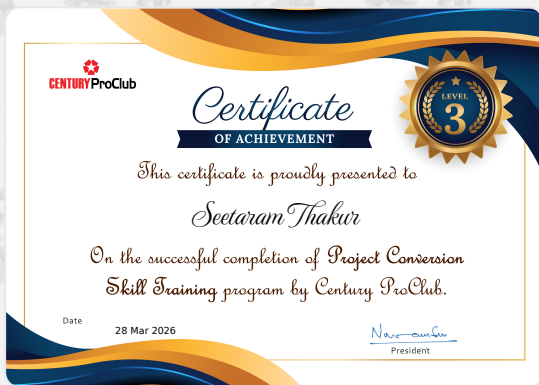 CENTURY ProClub
Certificate
OF ACHIEVEMENT
LEVEL
3
This certificate is proudly presented to
Seetaram Thakur
On the successful completion of Project Conversion
Skill Training program by Century ProClub.
Date
28 Mar 2026
President